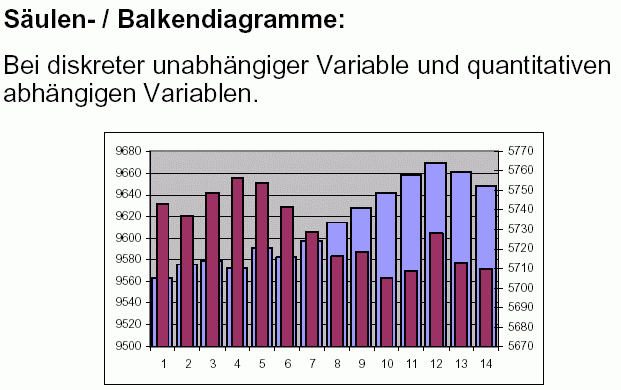 Säulen- / Balkendiagramme:
Bei diskreter unabhängiger Variable und quantitativen
abhängigen Variablen.
9680 5770
9660 5760
9640 5750
9620 5740
9600 5730
9580 5720
9560 5710
9540 5700
9520 5690
9500 5680
5670
1 2 3 4 5 6 7 8 9 10 11 12 13 14